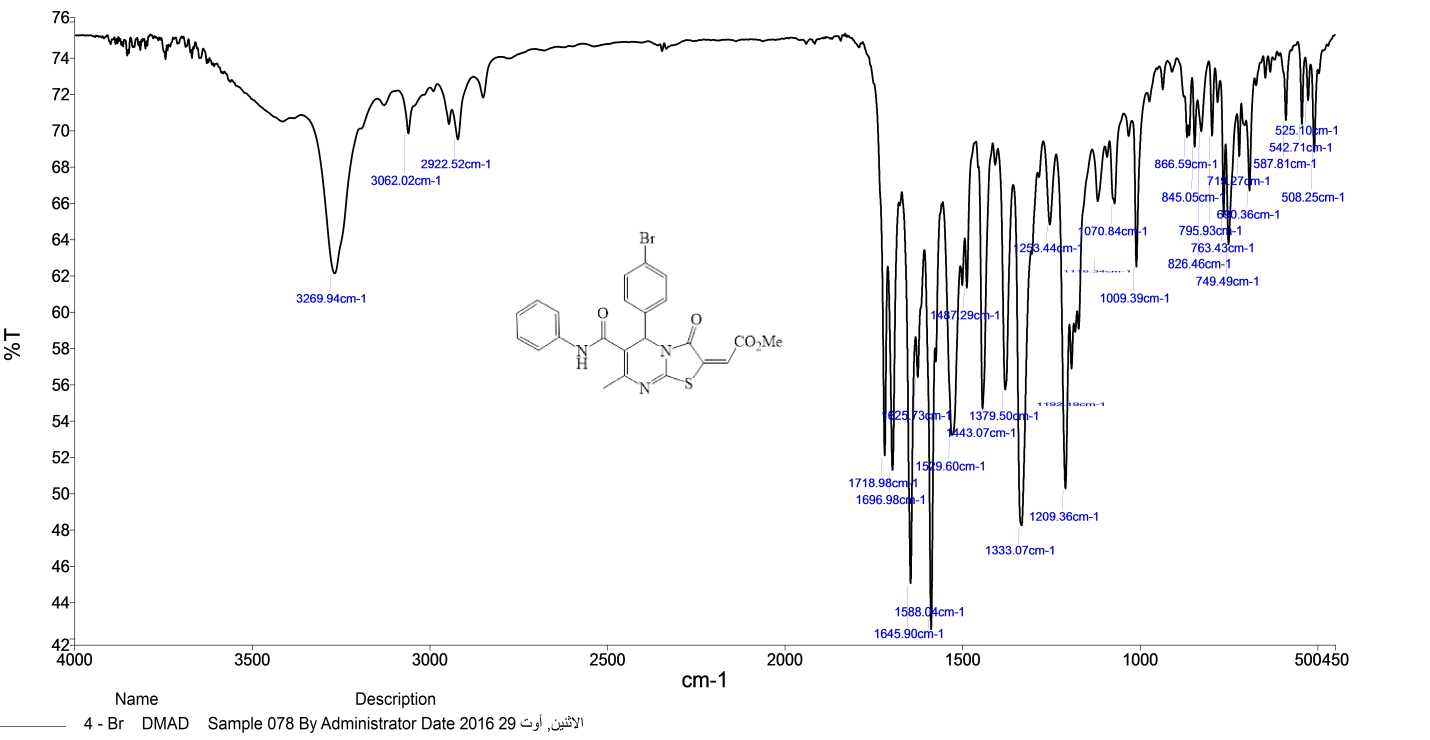 76
74
72
70
68
66
64
62
60
58
56
54
52
50
48
46
44
42
%T
4000 3500 3000 2500 2000 1500 1000 500 450
cm-1
3269.94cm-1
3062.02cm-1
2922.52cm-1
1718.98cm-1
1696.98cm-1
1645.90cm-1
1625.73cm-1
1588.04cm-1
1529.60cm-1
1487.29cm-1
1443.07cm-1
1379.50cm-1
1333.07cm-1
1253.44cm-1
1209.36cm-1
1192.19cm-1
1070.84cm-1
1009.39cm-1
866.59cm-1
845.05cm-1
826.46cm-1
795.93cm-1
763.43cm-1
749.49cm-1
690.36cm-1
587.81cm-1
542.71cm-1
525.10cm-1
508.25cm-1
Br
O
N
H
N
O
CO2Me
N
S
Name Description
4 - Br DMAD Sample 078 By Administrator Date الاثنين, أوت 29 2016